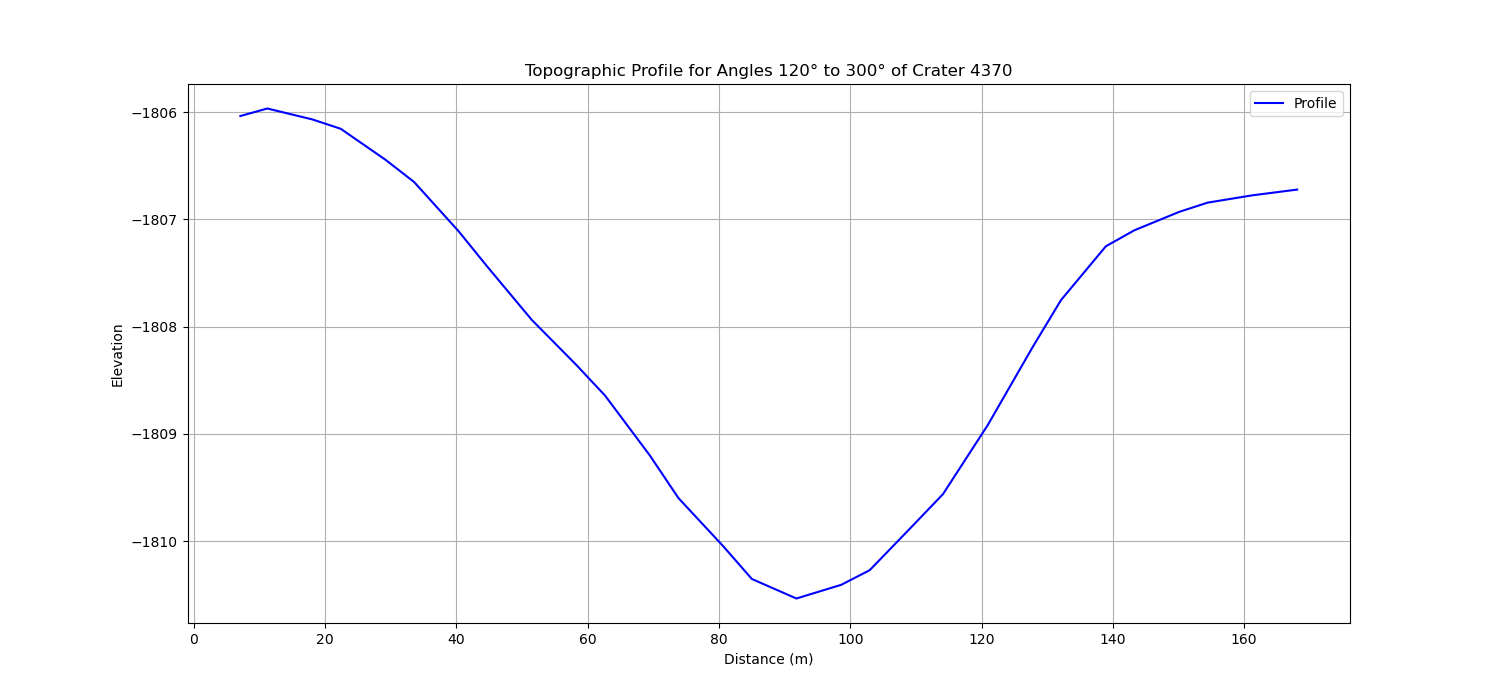 Topographic Profile for Angles 120° to 300° of Crater 4370
Profile
−1806
−1807
−1808
−1809
−1810
Elevation
0 20 40 60 80 100 120 140 160
Distance (m)